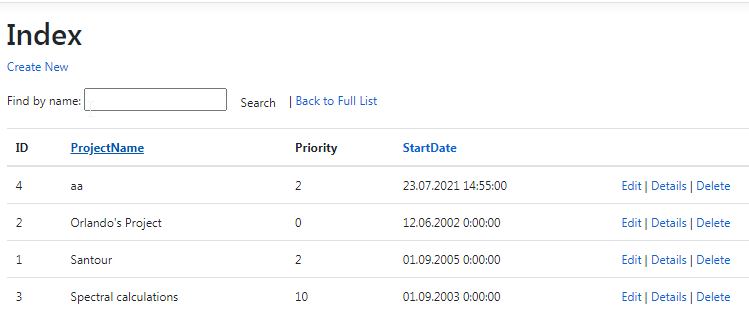 Index
Create New
Find by name: Search | Back to Full List
ID ProjectName Priority StartDate
4 aa 2 23.07.2021 14:55:00 Edit | Details | Delete
2 Orlando's Project 0 12.06.2002 0:00:00 Edit | Details | Delete
1 Santour 2 01.09.2005 0:00:00 Edit | Details | Delete
3 Spectral calculations 10 01.09.2003 0:00:00 Edit | Details | Delete